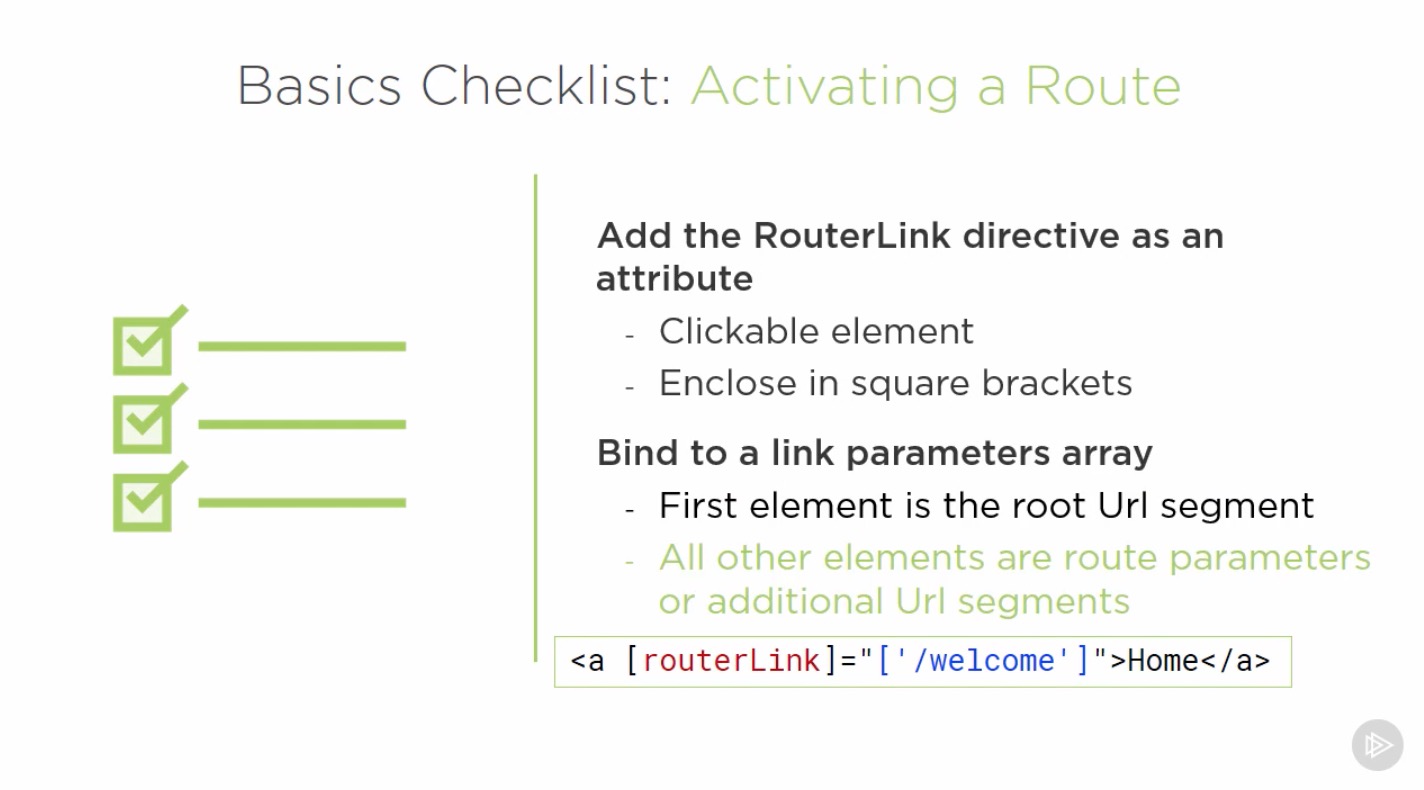 Basics Checklist: Activating a Route
Add the RouterLink directive as an
attribute
- Clickable element
- Enclose in square brackets
Bind to a link parameters array
- First element is the root Url segment
- All other elements are route parameters
or additional Url segments
<a [routerLink]="['/welcome']">Home</a>